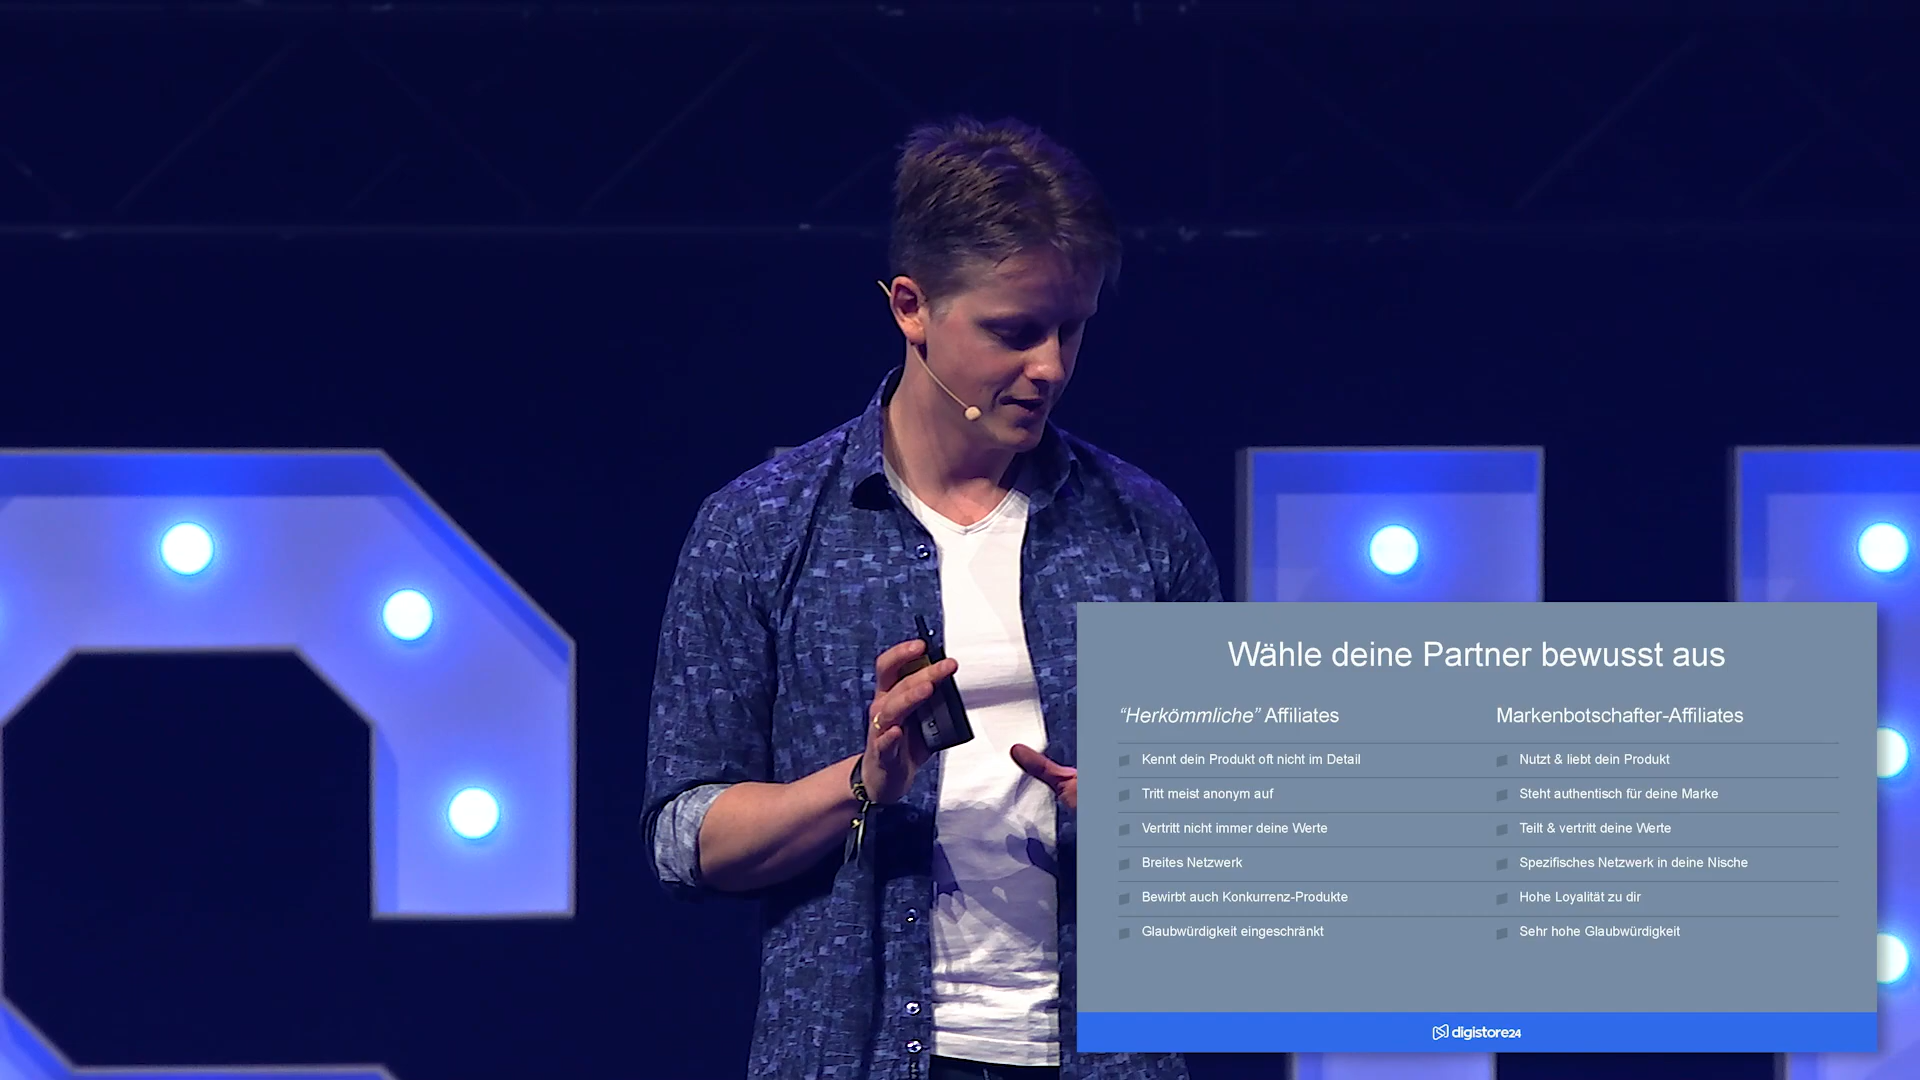 Wähle deine Partner bewusst aus
“Herkömmliche” Affiliates
Kennt dein Produkt oft nicht im Detail
Tritt meist anonym auf
Vertritt nicht immer deine Werte
Breites Netzwerk
Bewirbt auch Konkurrenz-Produkte
Glaubwürdigkeit eingeschränkt
Markenbotschafter-Affiliates
Nutzt & liebt dein Produkt
Steht authentisch für deine Marke
Teilt & vertritt deine Werte
Spezifisches Netzwerk in deine Nische
Hohe Loyalität zu dir
Sehr hohe Glaubwürdigkeit
digistore24